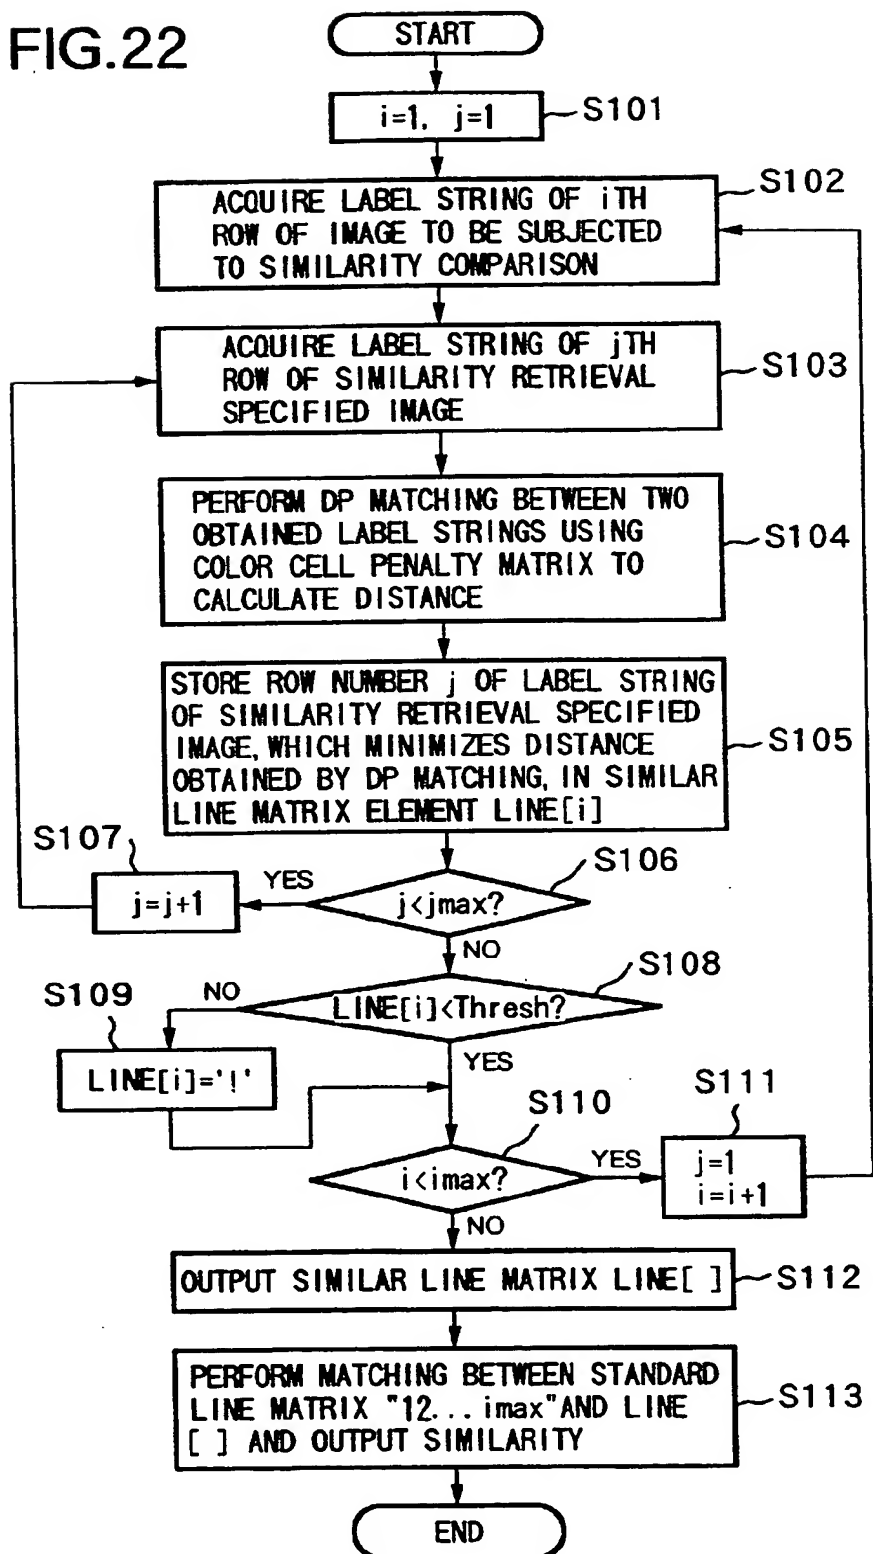 FIG.22
START
i=1, j=1
S101
S102
ACQUIRE LABEL STRING OF iTH
ROW OF IMAGE TO BE SUBJECTED
TO SIMILARITY COMPARISON
ACQUIRE LABEL STRING OF jTH
ROW OF SIMILARITY RETRIEVAL
SPECIFIED IMAGE
S103
PERFORM DP MATCHING BETWEEN TWO
OBTAINED LABEL STRINGS USING
COLOR CELL PENALTY MATRIX TO
CALCULATE DISTANCE
S104
STORE ROW NUMBER j OF LABEL STRING
OF SIMILARITY RETRIEVAL SPECIFIED
IMAGE, WHICH MINIMIZES DISTANCE
OBTAINED BY DP MATCHING, IN SIMILAR
LINE MATRIX ELEMENT LINE[i]
S105
S107
j=j+1
YES
j<jmax?
S106
NO
S108
LINE[i]<Thresh?
NO
S109
LINE[i]='!'
YES
S110
i<imax?
YES
S111
j=1
i=i+1
NO
OUTPUT SIMILAR LINE MATRIX LINE[ ]
S112
PERFORM MATCHING BETWEEN STANDARD
LINE MATRIX "12...imax"AND LINE
[ ] AND OUTPUT SIMILARITY
S113
END